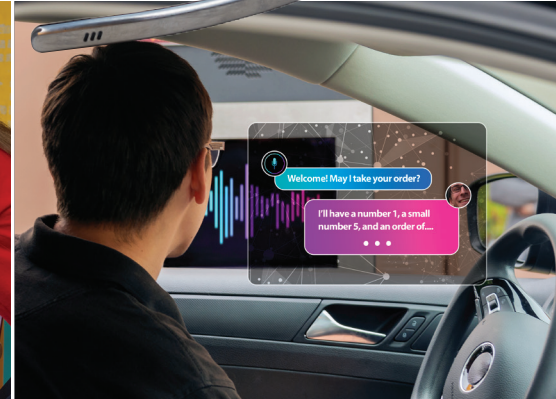 Welcome! May I take your order?
I'll have a number 1, a small
number 5, and an order of....